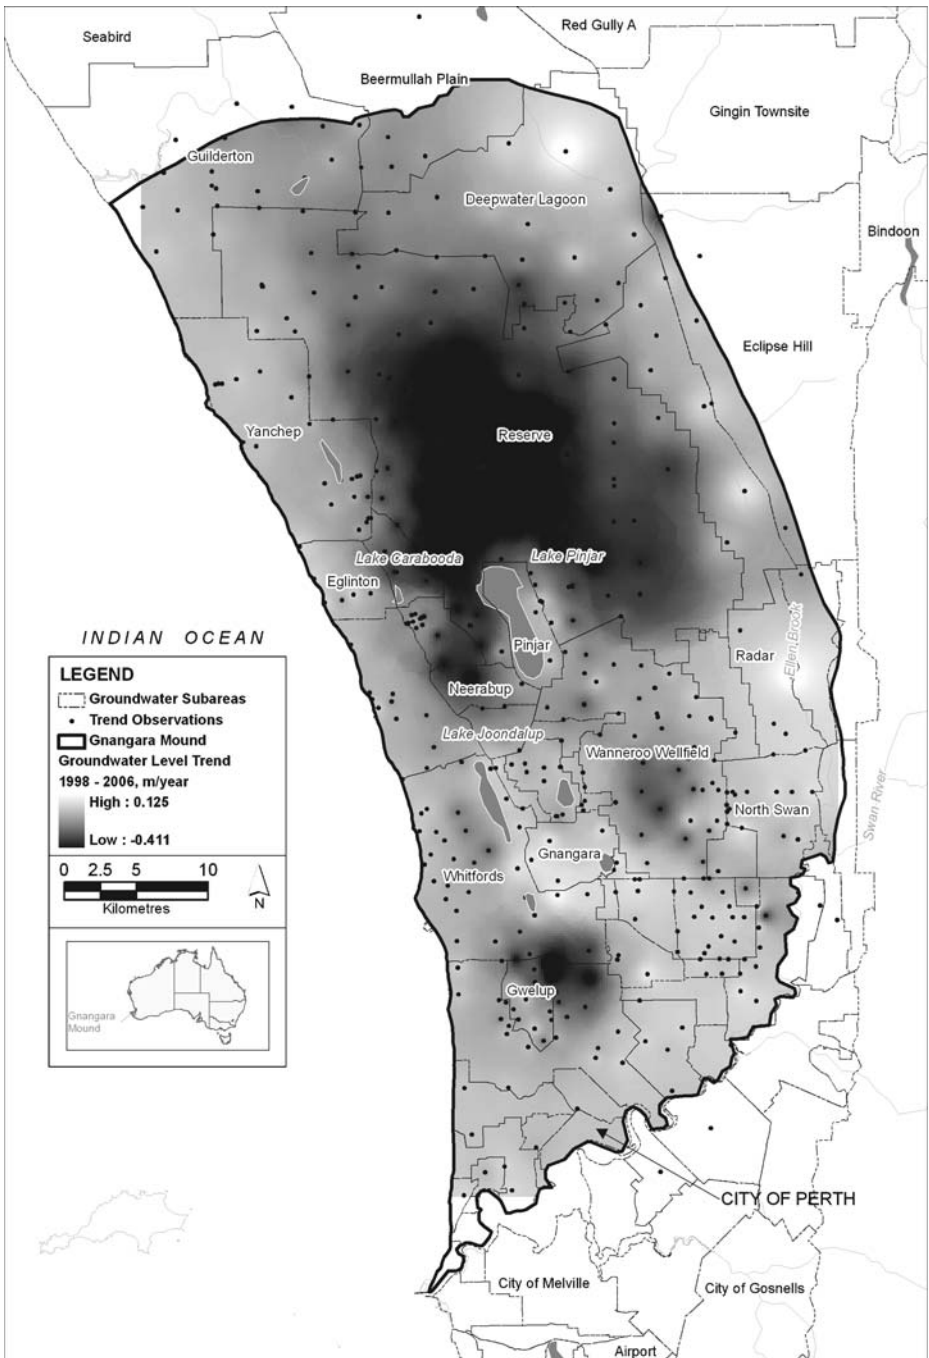 Red Gully A
Seabird
Beermullah Plain
Gingin Townsite
Guilderton
Deepwater Lagoon
Bindoon
Eclipse Hill
Yanchep
Reserve
Lake Carabooda
Lake Pinjar
Eglinton
INDIAN OCEAN
Pinjar
Radar
Ellen Brook
Neerabup
Lake Joondalup
Wanneroo Wellfield
North Swan
Swan River
Gnangara
Whitfords
Gwelup
LEGEND
Groundwater Subareas
Trend Observations
Gnangara Mound
Groundwater Level Trend
1998 - 2006, m/year
High : 0.125
Low : -0.411
0 2.5 5 10
Kilometres
N
Gnangara
Mound
CITY OF PERTH
City of Melville
City of Gosnells
Airport